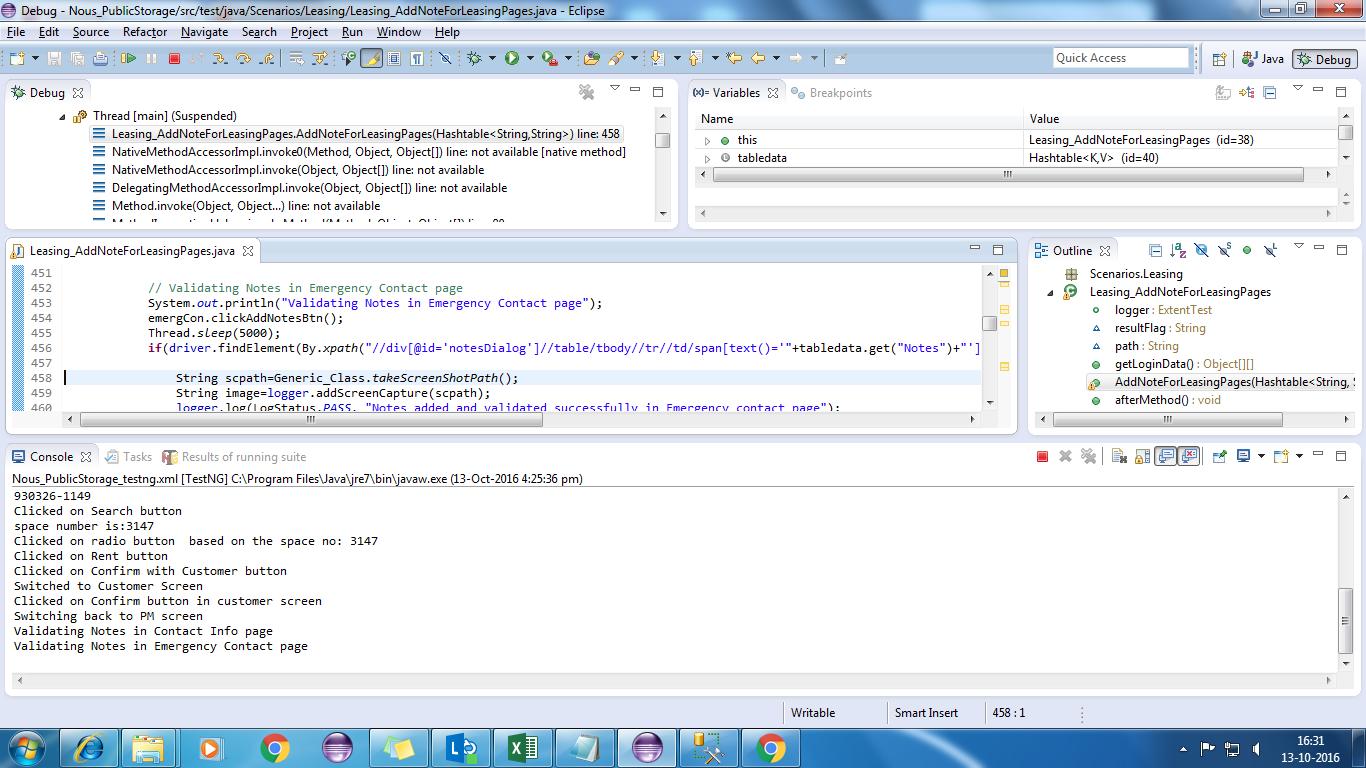 Debug - Nous_PublicStorage/src/test/java/Scenarios/Leasing/Leasing_AddNoteForLeasingPages.java - Eclipse
File Edit Source Refactor Navigate Search Project Run Window Help
Quick Access
Java
Debug
Debug
Thread [main] (Suspended)
Leasing_AddNoteForLeasingPages.AddNoteForLeasingPages(Hashtable<String,String>) line: 458
NativeMethodAccessorImpl.invoke0(Method, Object, Object[]) line: not available [native method]
NativeMethodAccessorImpl.invoke(Object, Object[]) line: not available
DelegatingMethodAccessorImpl.invoke(Object, Object[]) line: not available
Method.invoke(Object, Object...) line: not available
(x)= Variables
Breakpoints
Name Value
this Leasing_AddNoteForLeasingPages (id=38)
tabledata Hashtable<K,V> (id=40)
Leasing_AddNoteForLeasingPages.java
451
452 // Validating Notes in Emergency Contact page
453 System.out.println("Validating Notes in Emergency Contact page");
454 emergCon.clickAddNotesBtn();
455 Thread.sleep(5000);
456 if(driver.findElement(By.xpath("//div[@id='notesDialog']//table/tbody//tr//td/span[text()='"+tabledata.get("Notes")+"']
457
458 String scpath=Generic_Class.takeScreenShotPath();
459 String image=logger.addScreenCapture(scpath);
460 logger.log(LogStatus.PASS, "Notes added and validated successfully in Emergency contact page");
Outline
Scenarios.Leasing
Leasing_AddNoteForLeasingPages
logger : ExtentTest
resultFlag : String
path : String
getLoginData() : Object[][]
AddNoteForLeasingPages(Hashtable<String, S
afterMethod() : void
Console
Tasks
Results of running suite
Nous_PublicStorage_testng.xml [TestNG] C:\Program Files\Java\jre7\bin\javaw.exe (13-Oct-2016 4:25:36 pm)
930326-1149
Clicked on Search button
space number is:3147
Clicked on radio button  based on the space no: 3147
Clicked on Rent button
Clicked on Confirm with Customer button
Switched to Customer Screen
Clicked on Confirm button in customer screen
Switching back to PM screen
Validating Notes in Contact Info page
Validating Notes in Emergency Contact page
Writable Smart Insert 458 : 1
16:31
13-10-2016